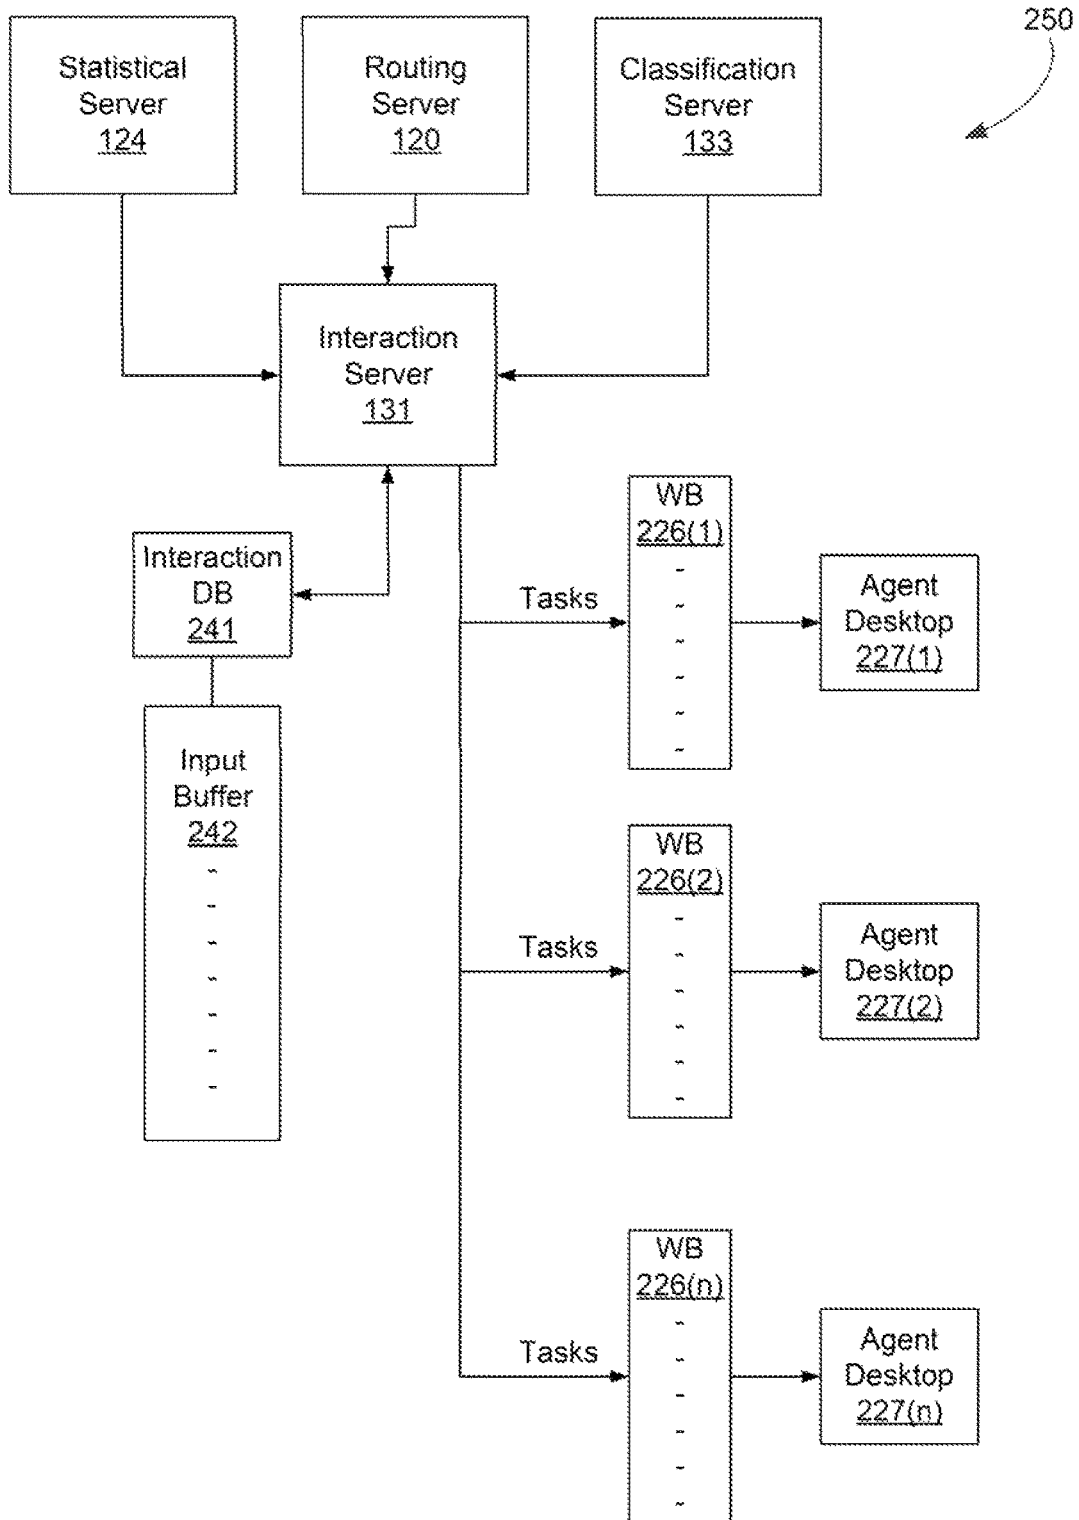 250
Statistical
Server
124
Routing
Server
120
Classification
Server
133
Interaction
Server
131
Interaction
DB
241
Input
Buffer
242
Tasks
WB
226(1)
Agent
Desktop
227(1)
Tasks
WB
226(2)
Agent
Desktop
227(2)
Tasks
WB
226(n)
Agent
Desktop
227(n)